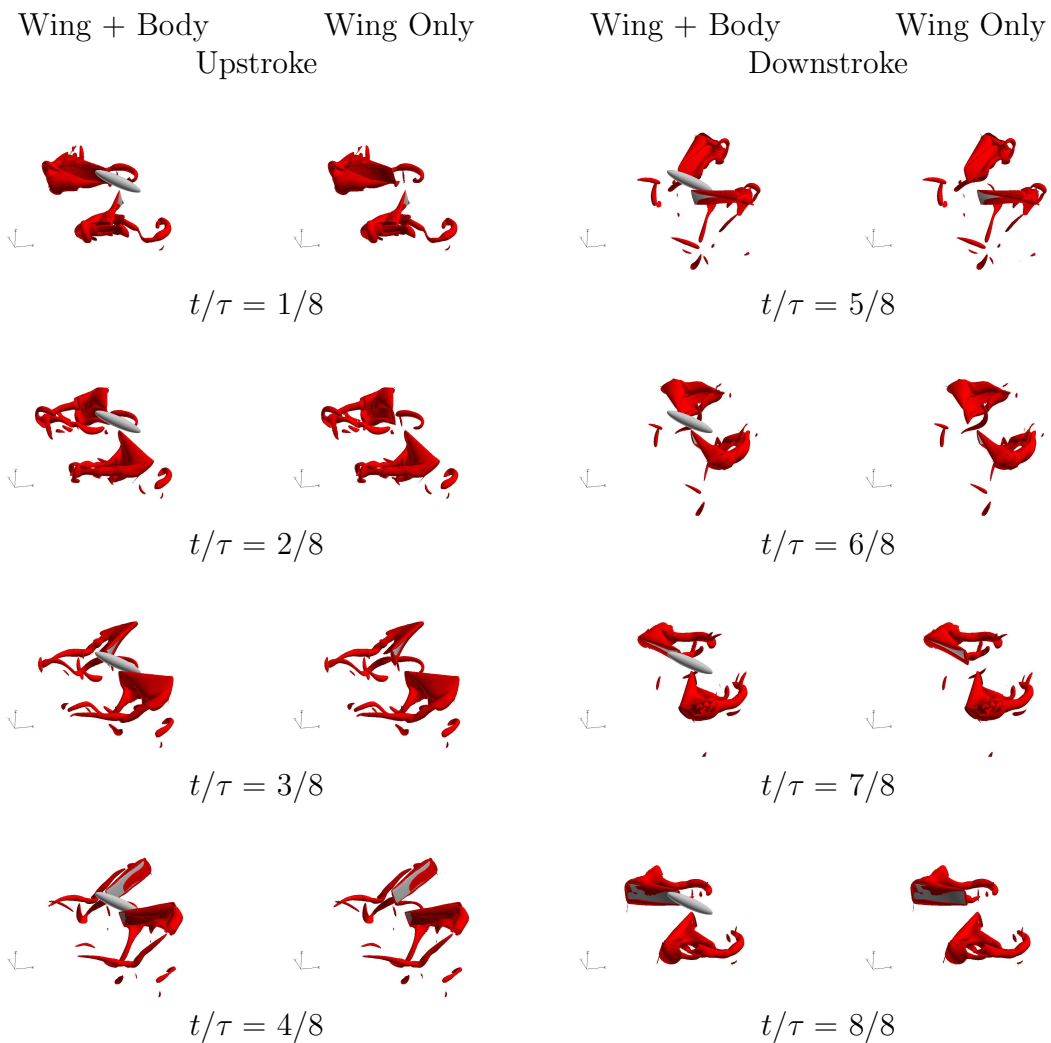 Wing + Body Wing Only Wing + Body Wing Only
Upstroke Downstroke
t/τ = 1/8 t/τ = 5/8
t/τ = 2/8 t/τ = 6/8
t/τ = 3/8 t/τ = 7/8
t/τ = 4/8 t/τ = 8/8